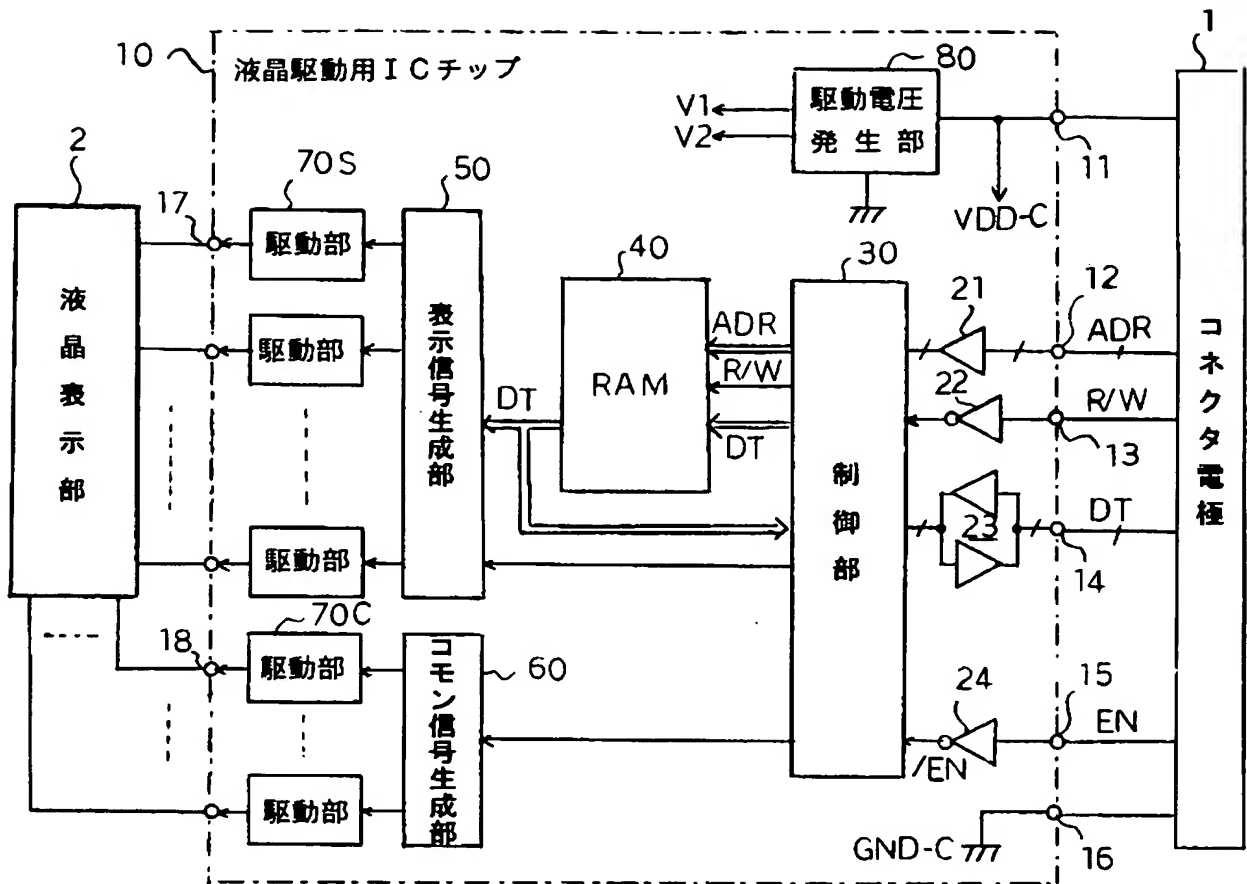 10
液晶駆動用ICチップ
80
1
駆動電圧
発生部
V1
V2
11
VDD-C
2
液晶表示部
17
70S
駆動部
50
駆動部
駆動部
表示信号生成部
40
RAM
DT
ADR
R/W
DT
30
制御部
21
22
23
12
ADR
R/W
13
DT
14
コネクタ電極
18
70C
駆動部
駆動部
60
コモン信号生成部
24
/EN
15
EN
GND-C
16